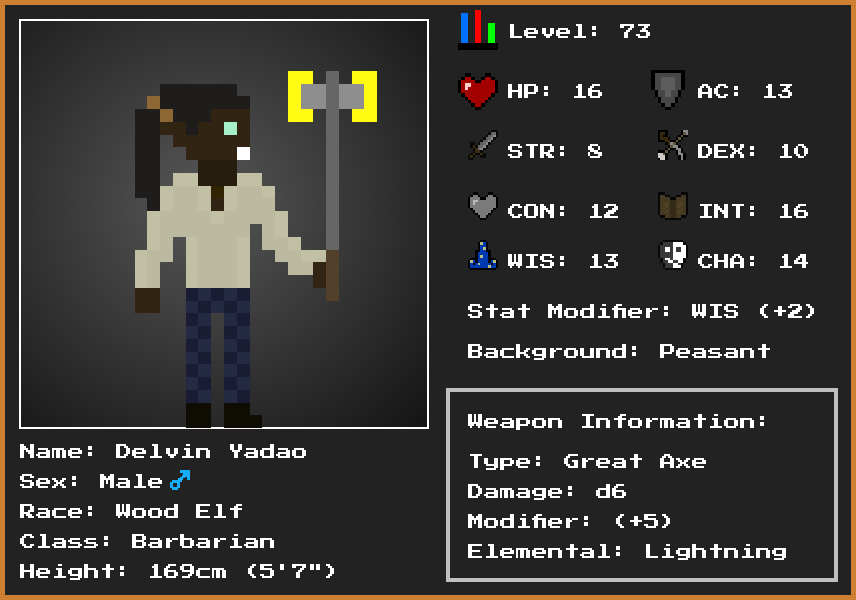 Level: 73
HP: 16
AC: 13
STR: 8
DEX: 10
CON: 12
INT: 16
WIS: 13
CHA: 14
Stat Modifier: WIS (+2)
Background: Peasant
Name: Delvin Yadao
Sex: Male♂
Race: Wood Elf
Class: Barbarian
Height: 169cm (5'7")
Weapon Information:
Type: Great Axe
Damage: d6
Modifier: (+5)
Elemental: Lightning